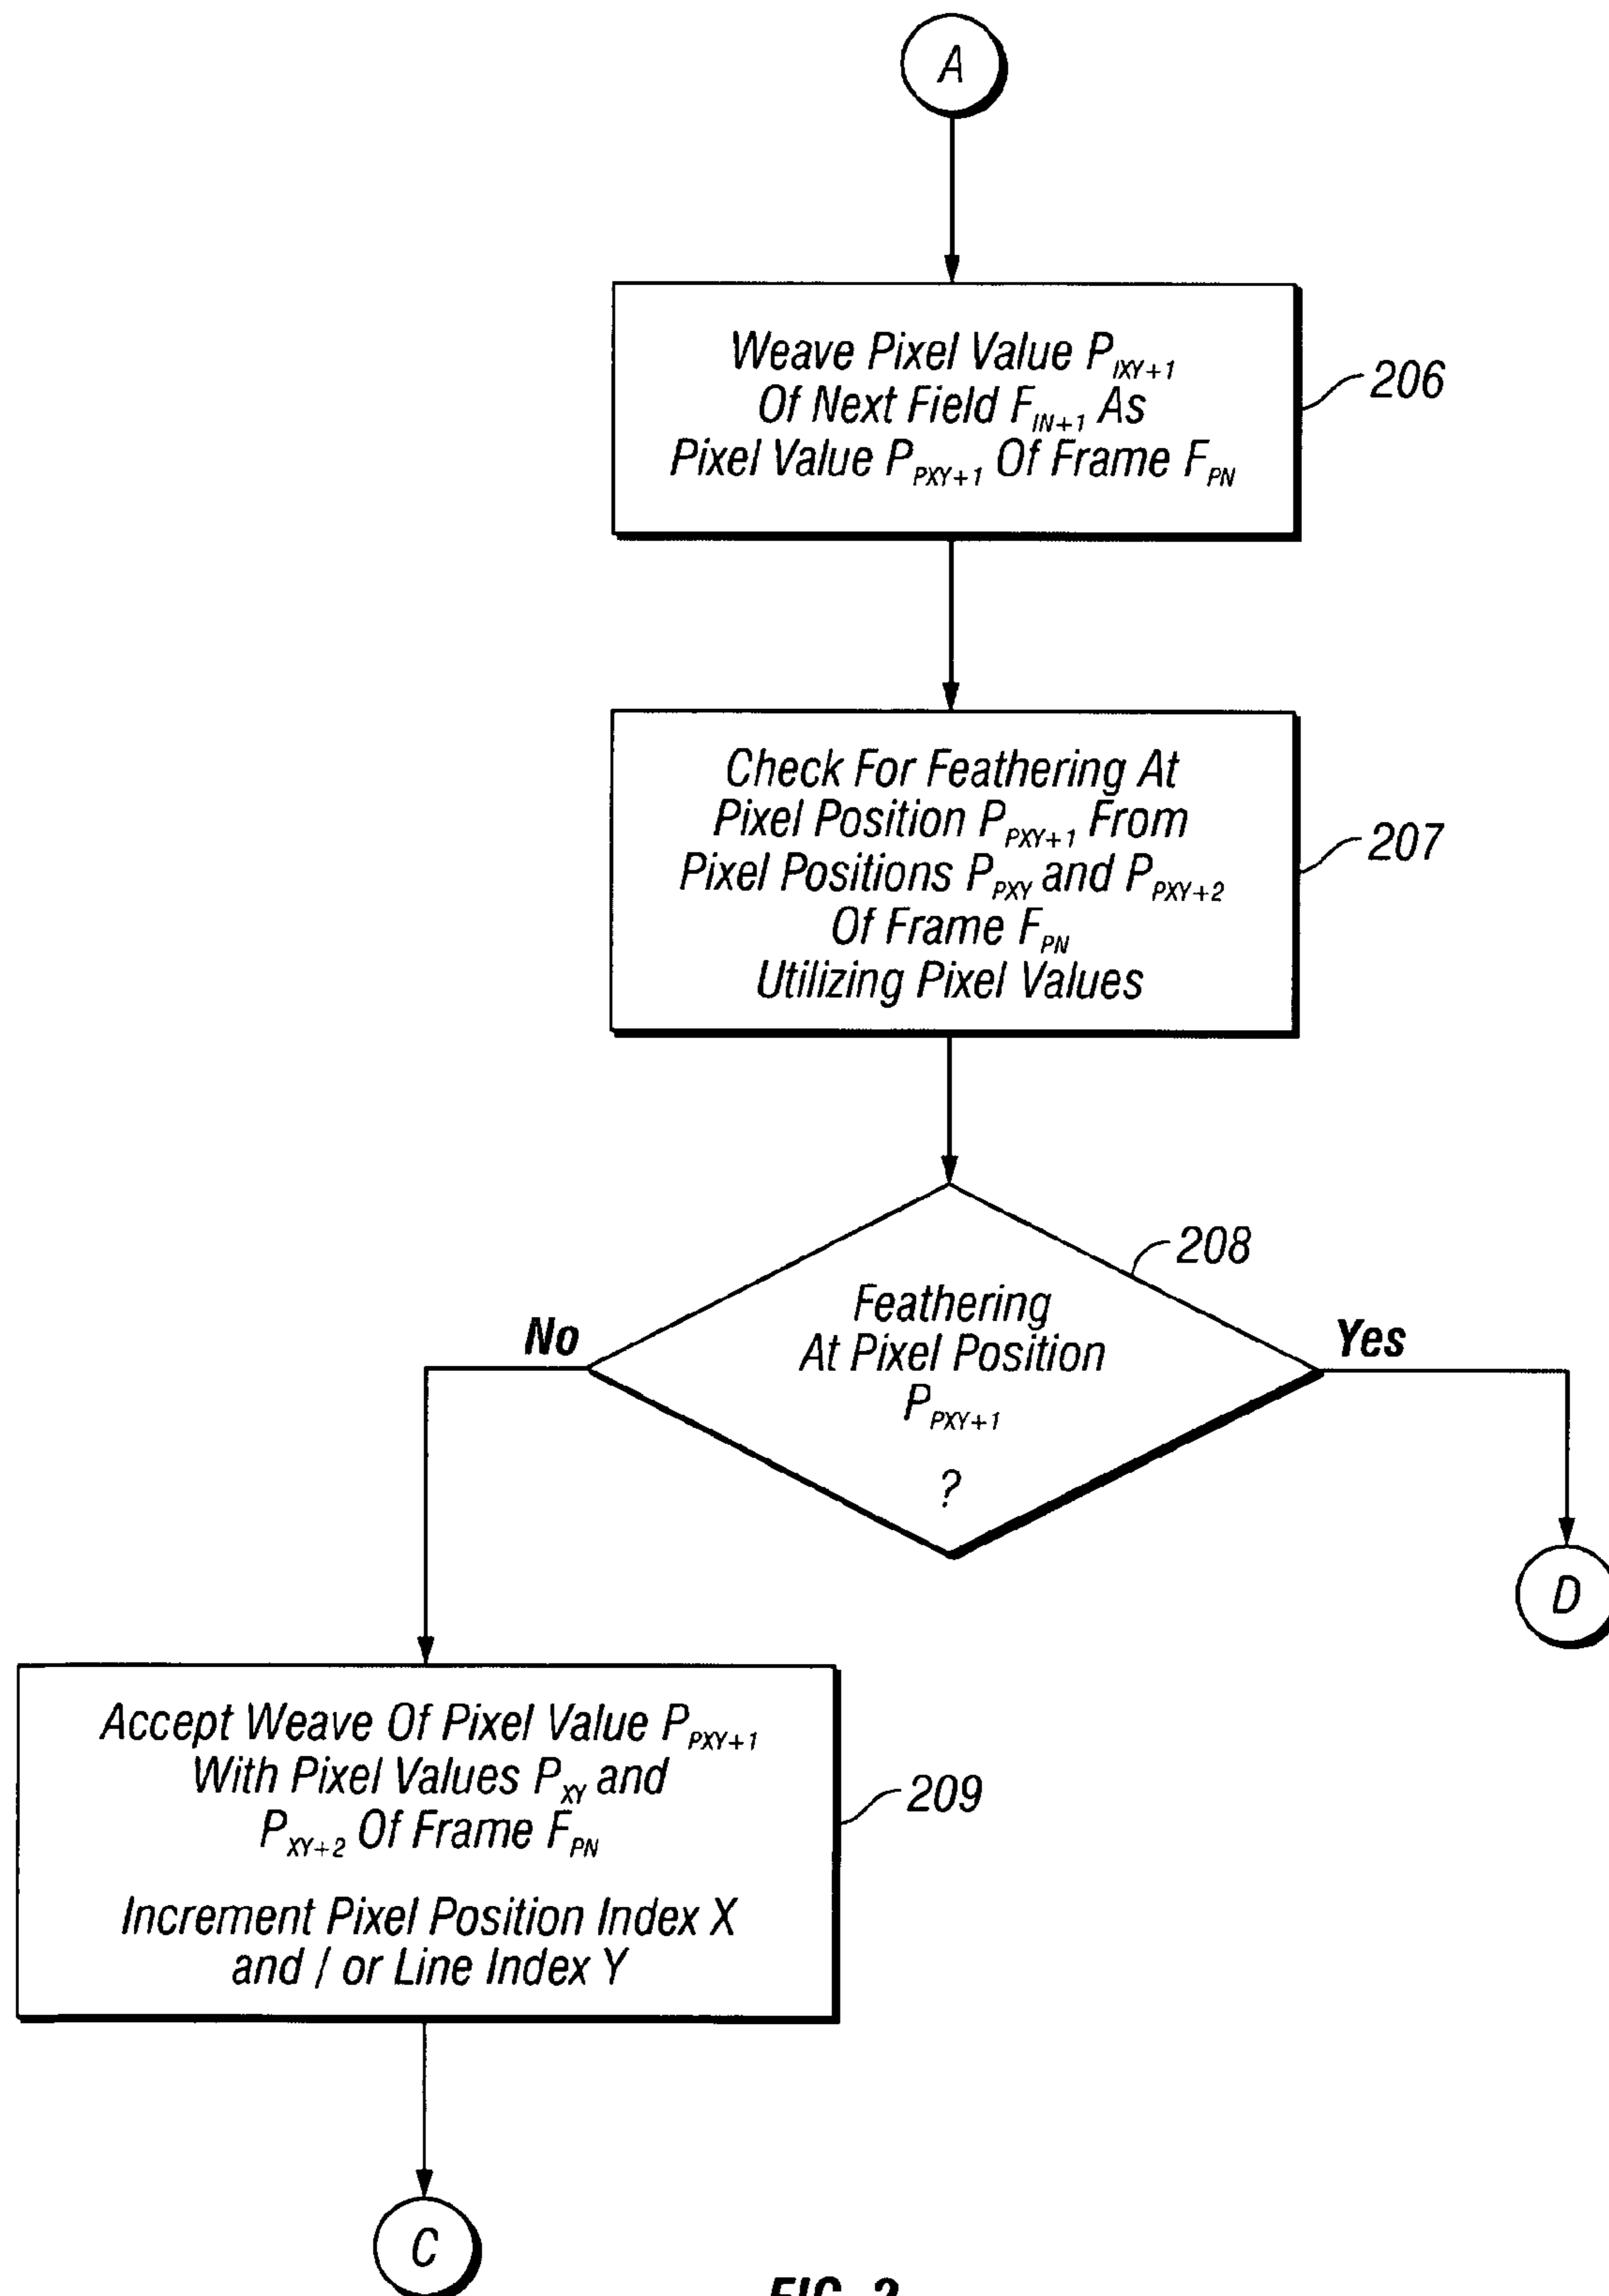 A
Weave Pixel Value P_IXY+1
Of Next Field F_IN+1 As
Pixel Value P_PXY+1 Of Frame F_PN
206
Check For Feathering At
Pixel Position P_PXY+1 From
Pixel Positions P_PXY and P_PXY+2
Of Frame F_PN
Utilizing Pixel Values
207
208
Feathering
At Pixel Position
P_PXY+1
?
No
Yes
D
Accept Weave Of Pixel Value P_PXY+1
With Pixel Values P_XY and
P_XY+2 Of Frame F_PN
Increment Pixel Position Index X
and / or Line Index Y
209
C